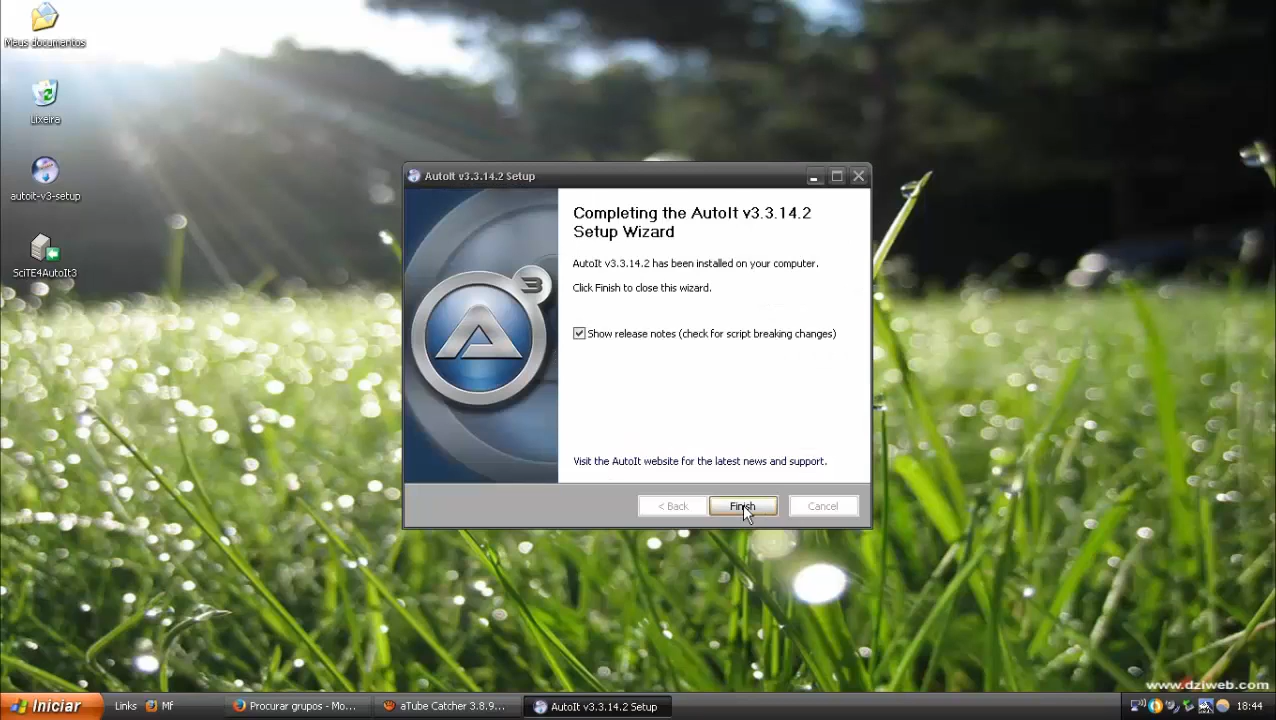 Meus documentos
Lixeira
autoit-v3-setup
SciTE4AutoIt3
AutoIt v3.3.14.2 Setup
3
Completing the AutoIt v3.3.14.2
Setup Wizard
AutoIt v3.3.14.2 has been installed on your computer.
Click Finish to close this wizard.
Show release notes (check for script breaking changes)
Visit the AutoIt website for the latest news and support.
< Back
Finish
Cancel
www.dziweb.com
Iniciar
Links
Mf
Procurar grupos - Mo...
aTube Catcher 3.8.9...
AutoIt v3.3.14.2 Setup
18:44